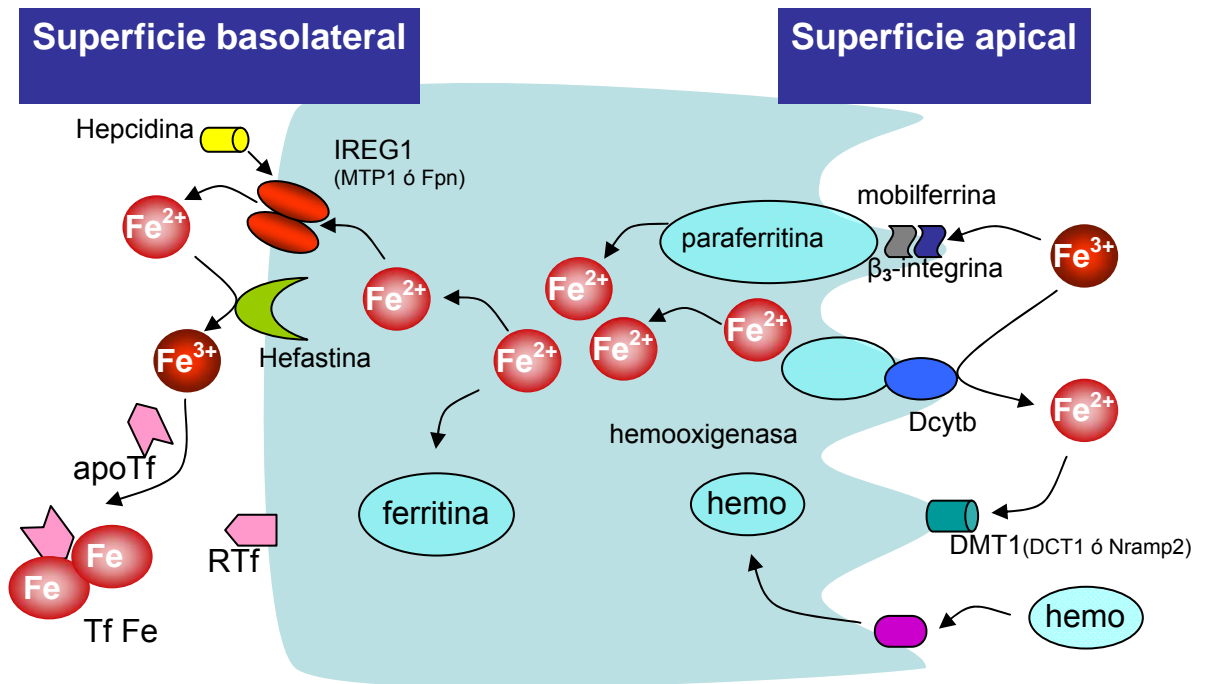 Superficie basolateral
Superficie apical
Hepcidina
IREG1
(MTP1 ó Fpn)
mobilferrina
Fe2+
paraferritina
Fe3+
β3-integrina
Fe2+
Fe2+
Fe2+
Fe2+
Fe2+
Hefastina
Fe3+
Fe2+
Dcytb
hemooxigenasa
apoTf
ferritina
hemo
RTf
DMT1(DCT1 ó Nramp2)
Fe
Fe
hemo
Tf Fe